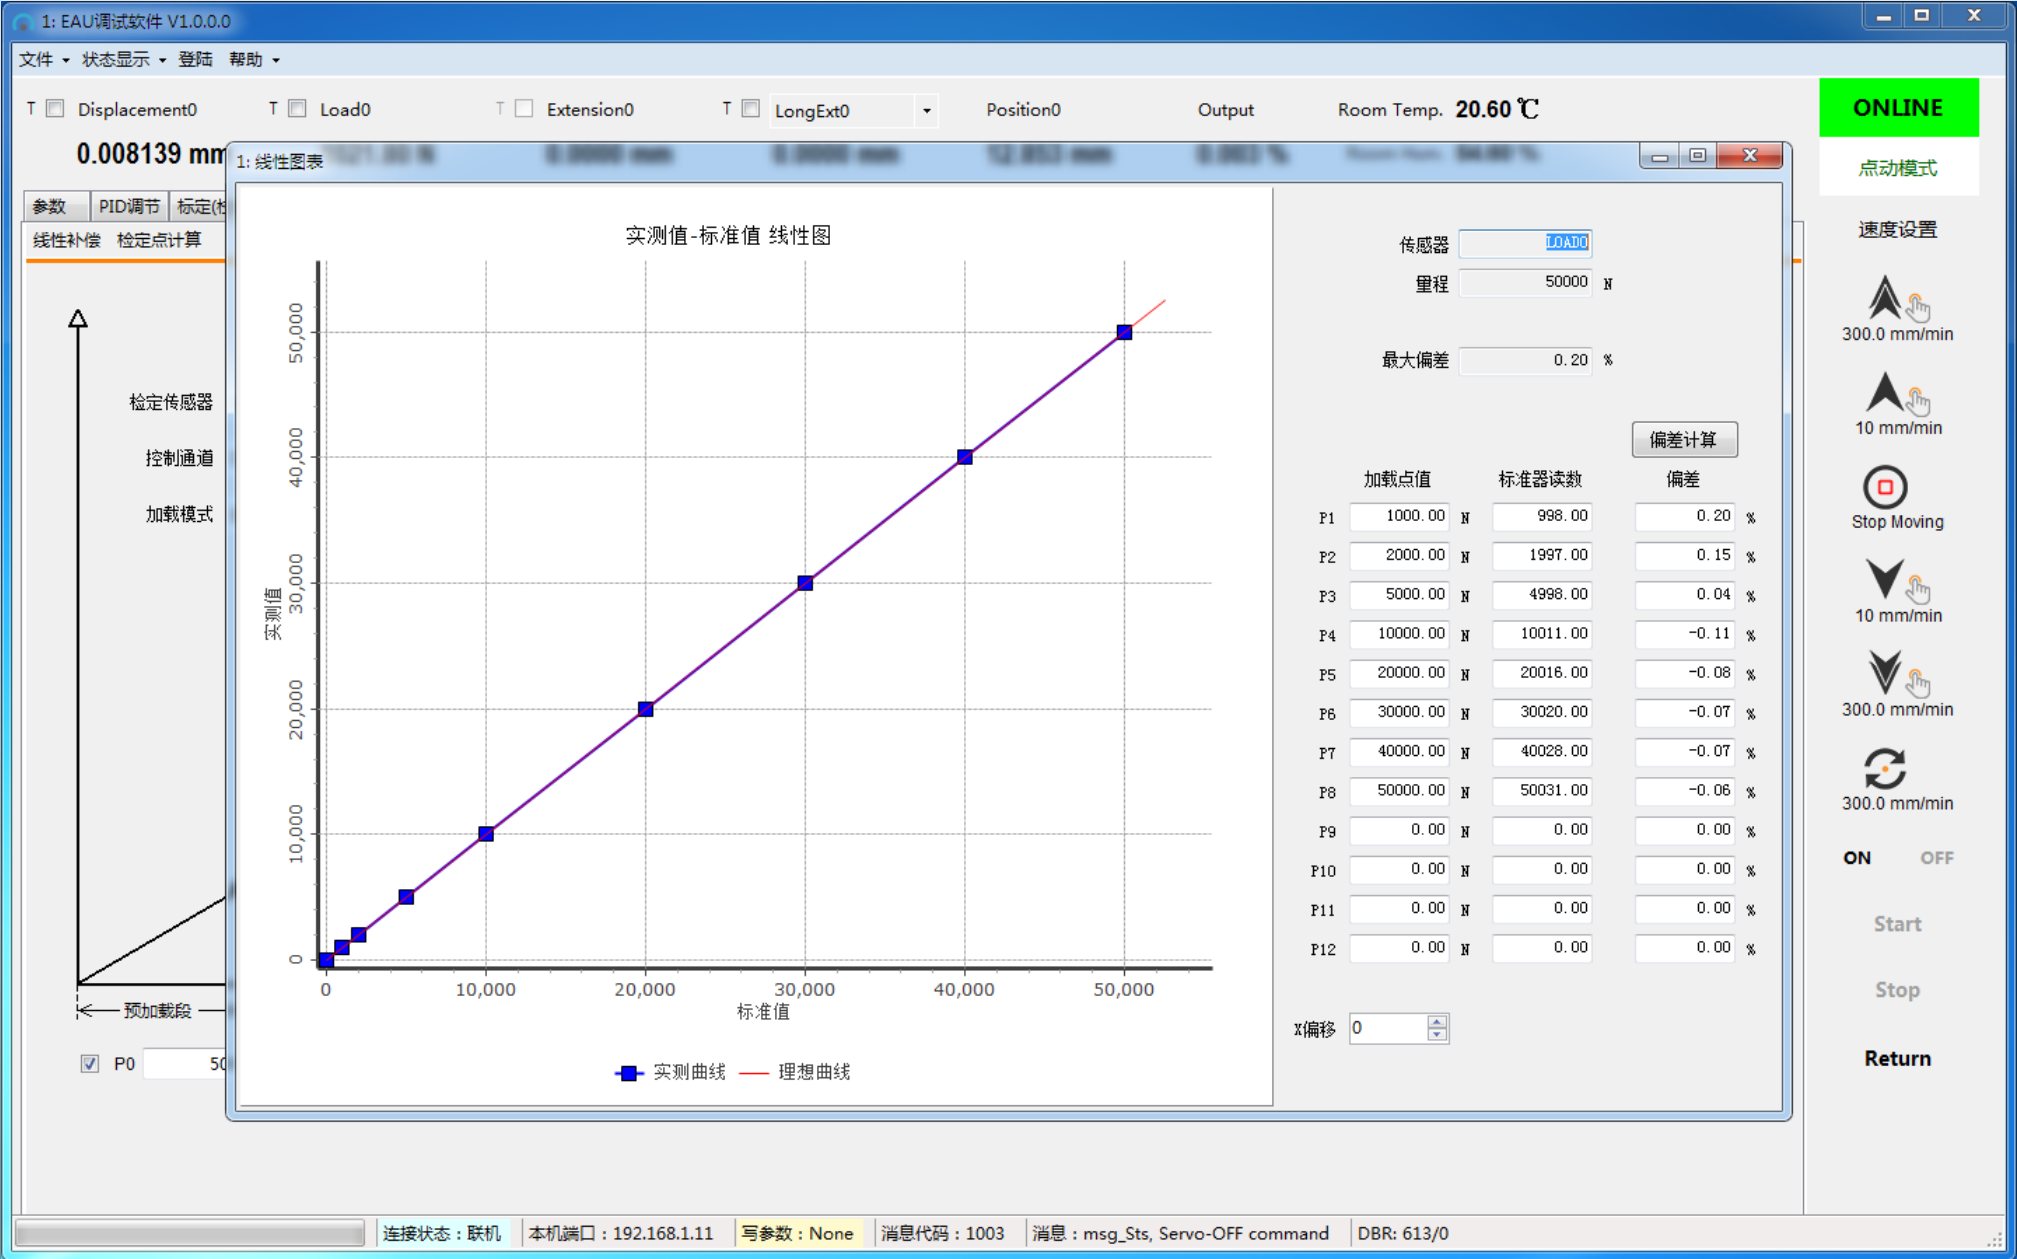 1: EAU调试软件 V1.0.0.0
文件 状态显示 登陆 帮助
T Displacement0 T Load0 T Extension0 T LongExt0 Position0 Output Room Temp. 20.60 ℃
ONLINE
0.008139 mm
点动模式
1: 线性图表
参数 PID调节 标定(
线性补偿 检定点计算
速度设置
300.0 mm/min
10 mm/min
Stop Moving
10 mm/min
300.0 mm/min
300.0 mm/min
ON OFF
Start
Stop
Return
检定传感器
控制通道
加载模式
预加载段
P0 50
实测值-标准值 线性图
实测值
50,000
40,000
30,000
20,000
10,000
0
0 10,000 20,000 30,000 40,000 50,000
标准值
实测曲线 理想曲线
传感器 LOAD0
量程 50000 N
最大偏差 0.20 %
偏差计算
加载点值 标准器读数 偏差
P1 1000.00 N 998.00 0.20 %
P2 2000.00 N 1997.00 0.15 %
P3 5000.00 N 4998.00 0.04 %
P4 10000.00 N 10011.00 -0.11 %
P5 20000.00 N 20016.00 -0.08 %
P6 30000.00 N 30020.00 -0.07 %
P7 40000.00 N 40028.00 -0.07 %
P8 50000.00 N 50031.00 -0.06 %
P9 0.00 N 0.00 0.00 %
P10 0.00 N 0.00 0.00 %
P11 0.00 N 0.00 0.00 %
P12 0.00 N 0.00 0.00 %
X偏移 0
连接状态：联机 本机端口：192.168.1.11 写参数：None 消息代码：1003 消息：msg_Sts, Servo-OFF command DBR: 613/0